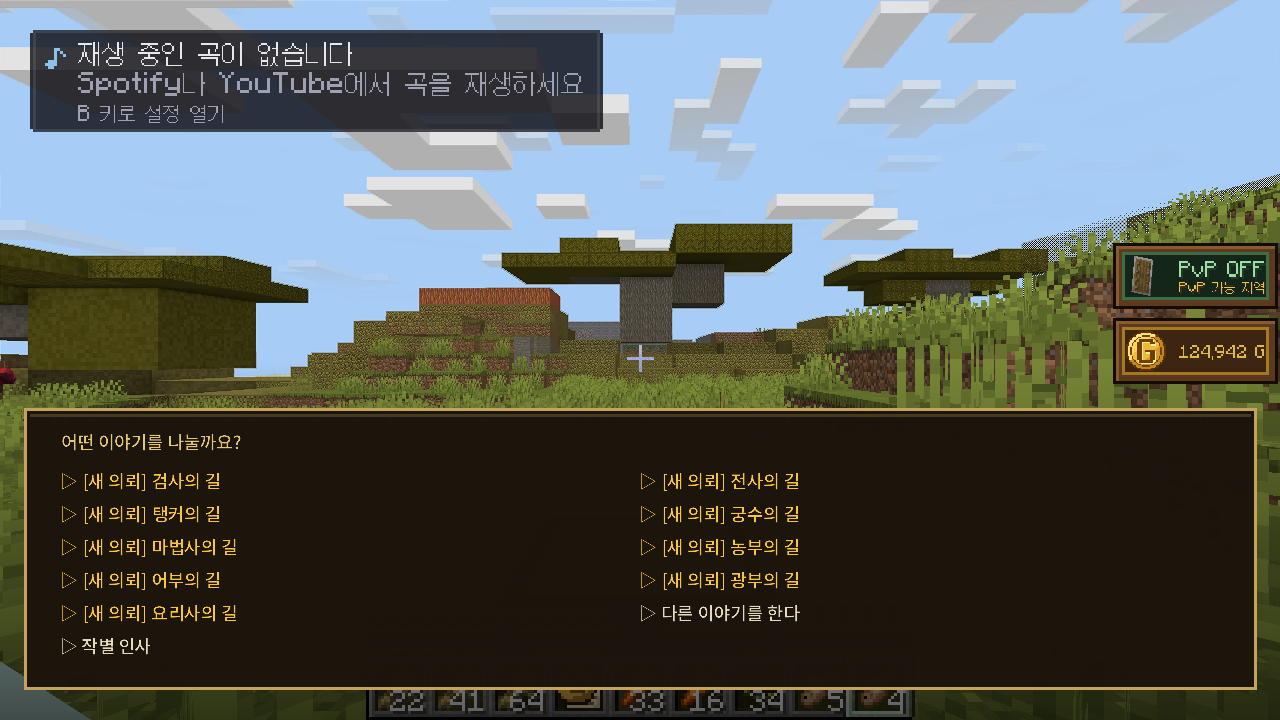 재생 중인 곡이 없습니다
Spotify나 YouTube에서 곡을 재생하세요
B 키로 설정 열기
PvP OFF
PvP 가능 지역
G 124,942 G
어떤 이야기를 나눌까요?
▷ [새 의뢰] 검사의 길
▷ [새 의뢰] 전사의 길
▷ [새 의뢰] 탱커의 길
▷ [새 의뢰] 궁수의 길
▷ [새 의뢰] 마법사의 길
▷ [새 의뢰] 농부의 길
▷ [새 의뢰] 어부의 길
▷ [새 의뢰] 광부의 길
▷ [새 의뢰] 요리사의 길
▷ 다른 이야기를 한다
▷ 작별 인사
22 41 64 33 16 34 5 4